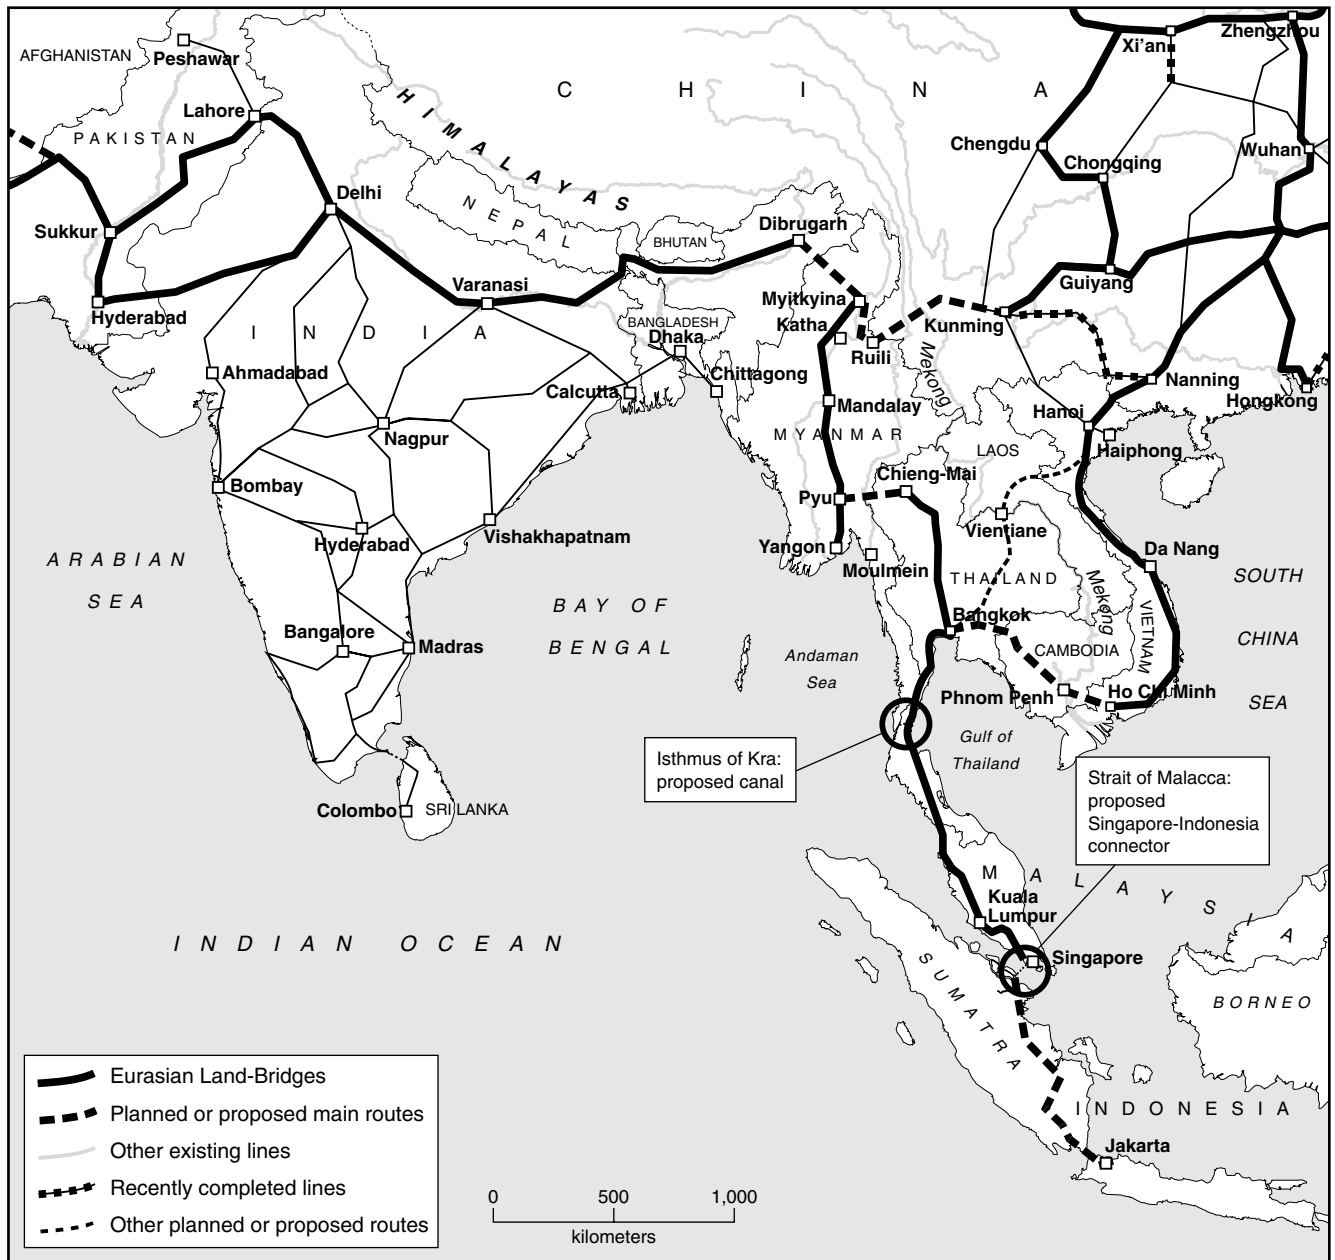 Xi'an
Zhengzhou
AFGHANISTAN
Peshawar
C H I N A
Lahore
HIMALAYAS
PAKISTAN
Chengdu
Chongqing
Wuhan
Delhi
NEPAL
Sukkur
Dibrugarh
BHUTAN
Guiyang
Varanasi
Myitkyina
Hyderabad
Kunming
Katha
INDIA
BANGLADESH
Dhaka
Ruili
Mekong
Ahmadabad
Chittagong
Nanning
Calcutta
Hongkong
Mandalay
Hanoi
Nagpur
MYANMAR
LAOS
Haiphong
Chieng-Mai
Bombay
Pyu
Vientiane
Hyderabad
Vishakhapatnam
Yangon
Da Nang
ARABIAN
SEA
Moulmein
THAILAND
Mekong
SOUTH
CHINA
SEA
BAY OF
BENGAL
VIETNAM
Bangkok
Bangalore
Madras
Andaman
Sea
CAMBODIA
Phnom Penh
Ho Chi Minh
Gulf of
Thailand
Isthmus of Kra:
proposed canal
Strait of Malacca:
proposed
Singapore-Indonesia
connector
Colombo
SRI LANKA
MALAYSIA
Kuala
Lumpur
INDIAN OCEAN
Singapore
SUMATRA
BORNEO
Eurasian Land-Bridges
Planned or proposed main routes
Other existing lines
Recently completed lines
Other planned or proposed routes
INDONESIA
Jakarta
0 500 1,000
kilometers